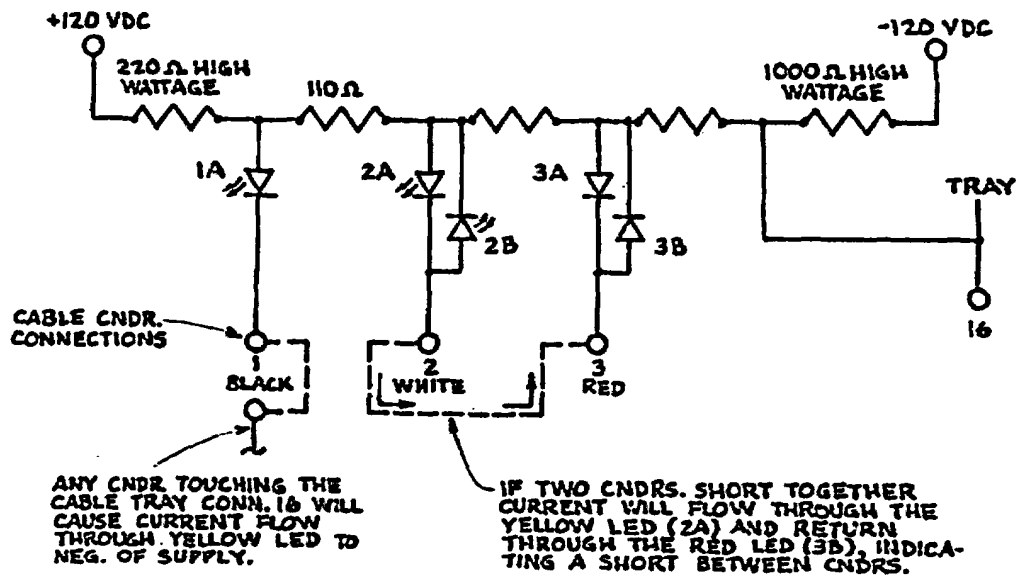 +120 VDC
-120 VDC
220Ω HIGH
WATTAGE
110Ω
1000Ω HIGH
WATTAGE
1A
2A
2B
3A
3B
TRAY
16
CABLE CNDR.
CONNECTIONS
1
BLACK
2
WHITE
3
RED
ANY CNDR TOUCHING THE
CABLE TRAY CONN. 16 WILL
CAUSE CURRENT FLOW
THROUGH YELLOW LED TO
NEG. OF SUPPLY.
IF TWO CNDRS. SHORT TOGETHER
CURRENT WILL FLOW THROUGH THE
YELLOW LED (2A) AND RETURN
THROUGH THE RED LED (3B), INDICA-
TING A SHORT BETWEEN CNDRS.